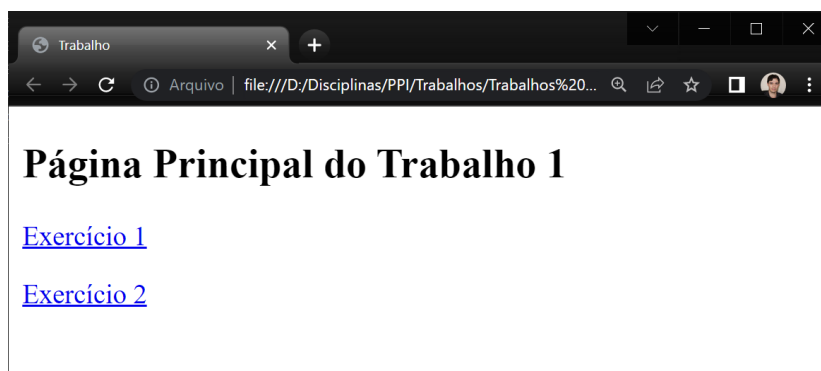 Trabalho
Arquivo | file:///D:/Disciplinas/PPI/Trabalhos/Trabalhos%20...
Página Principal do Trabalho 1
Exercício 1
Exercício 2